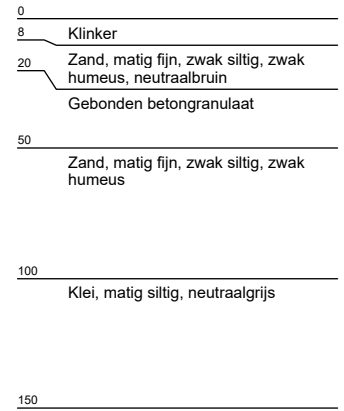 0
8
Klinker
20
Zand, matig fijn, zwak siltig, zwak
humeus, neutraalbruin
Gebonden betongranulaat
50
Zand, matig fijn, zwak siltig, zwak
humeus
100
Klei, matig siltig, neutraalgrijs
150